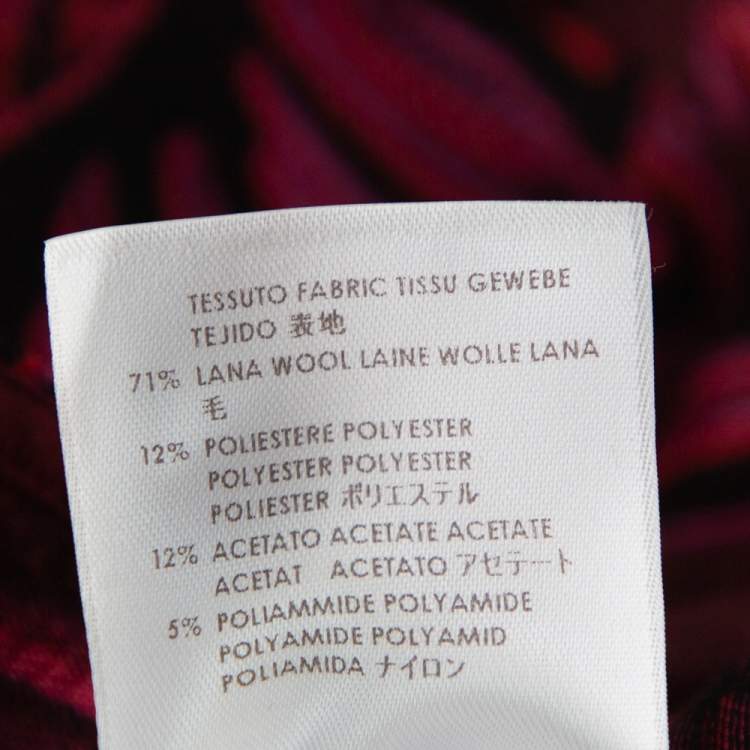 TESSUTO FABRIC TISSU GEWEBE
TEJIDO 表地
71% LANA WOOL LAINE WOLLE LANA
毛
12% POLIESTERE POLYESTER
POLYESTER POLYESTER
POLIESTER ポリエステル
12% ACETATO ACETATE ACETATE
ACETAT ACETATO アセテート
5% POLIAMMIDE POLYAMIDE
POLYAMIDE POLYAMID
POLIAMIDA ナイロン